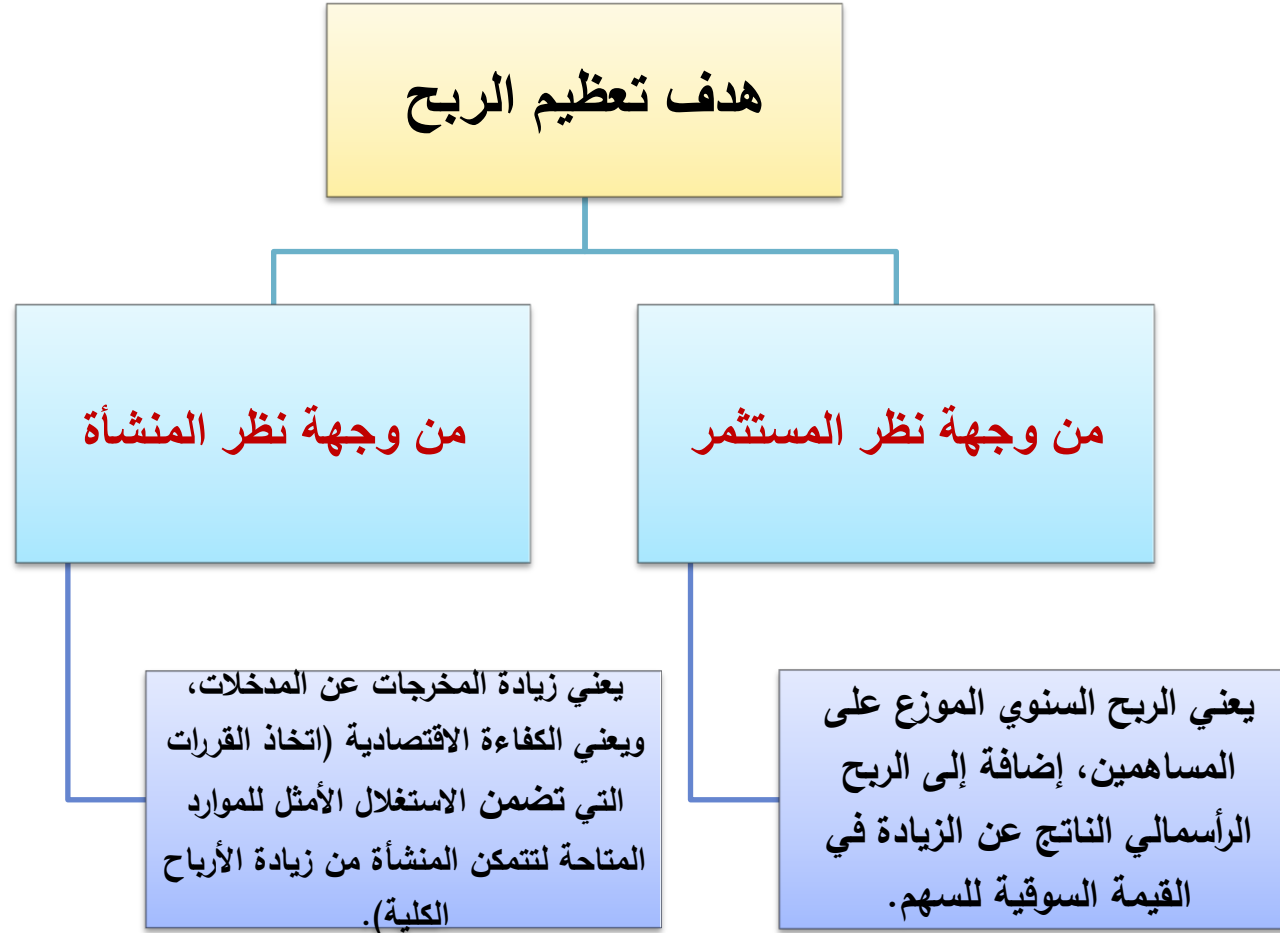 هدف تعظيم الربح
من وجهة نظر المستثمر
من وجهة نظر المنشأة
يعني الربح السنوي الموزع على
المساهمين، إضافة إلى الربح
الرأسمالي الناتج عن الزيادة في
القيمة السوقية للسهم.
يعني زيادة المخرجات عن المدخلات،
ويعني الكفاءة الاقتصادية (اتخاذ القررات
التي تضمن الاستغلال الأمثل للموارد
المتاحة لتتمكن المنشأة من زيادة الأرباح
الكلية).